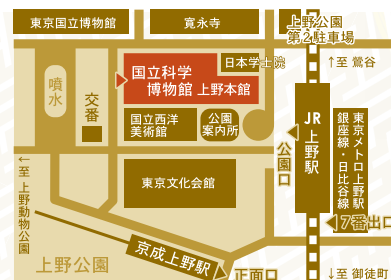 東京国立博物館
寛永寺
上野公園
第2駐車場
国立科学
博物館 上野本館
日本学士院
↑至 鶯谷
噴水
交番
国立西洋
美術館
公園
案内所
JR上野駅
公園口
東京メトロ上野駅
銀座線・日比谷線
東京文化会館
←至 上野動物公園
7番出口
京成上野駅
正面口
上野公園
↓至 御徒町